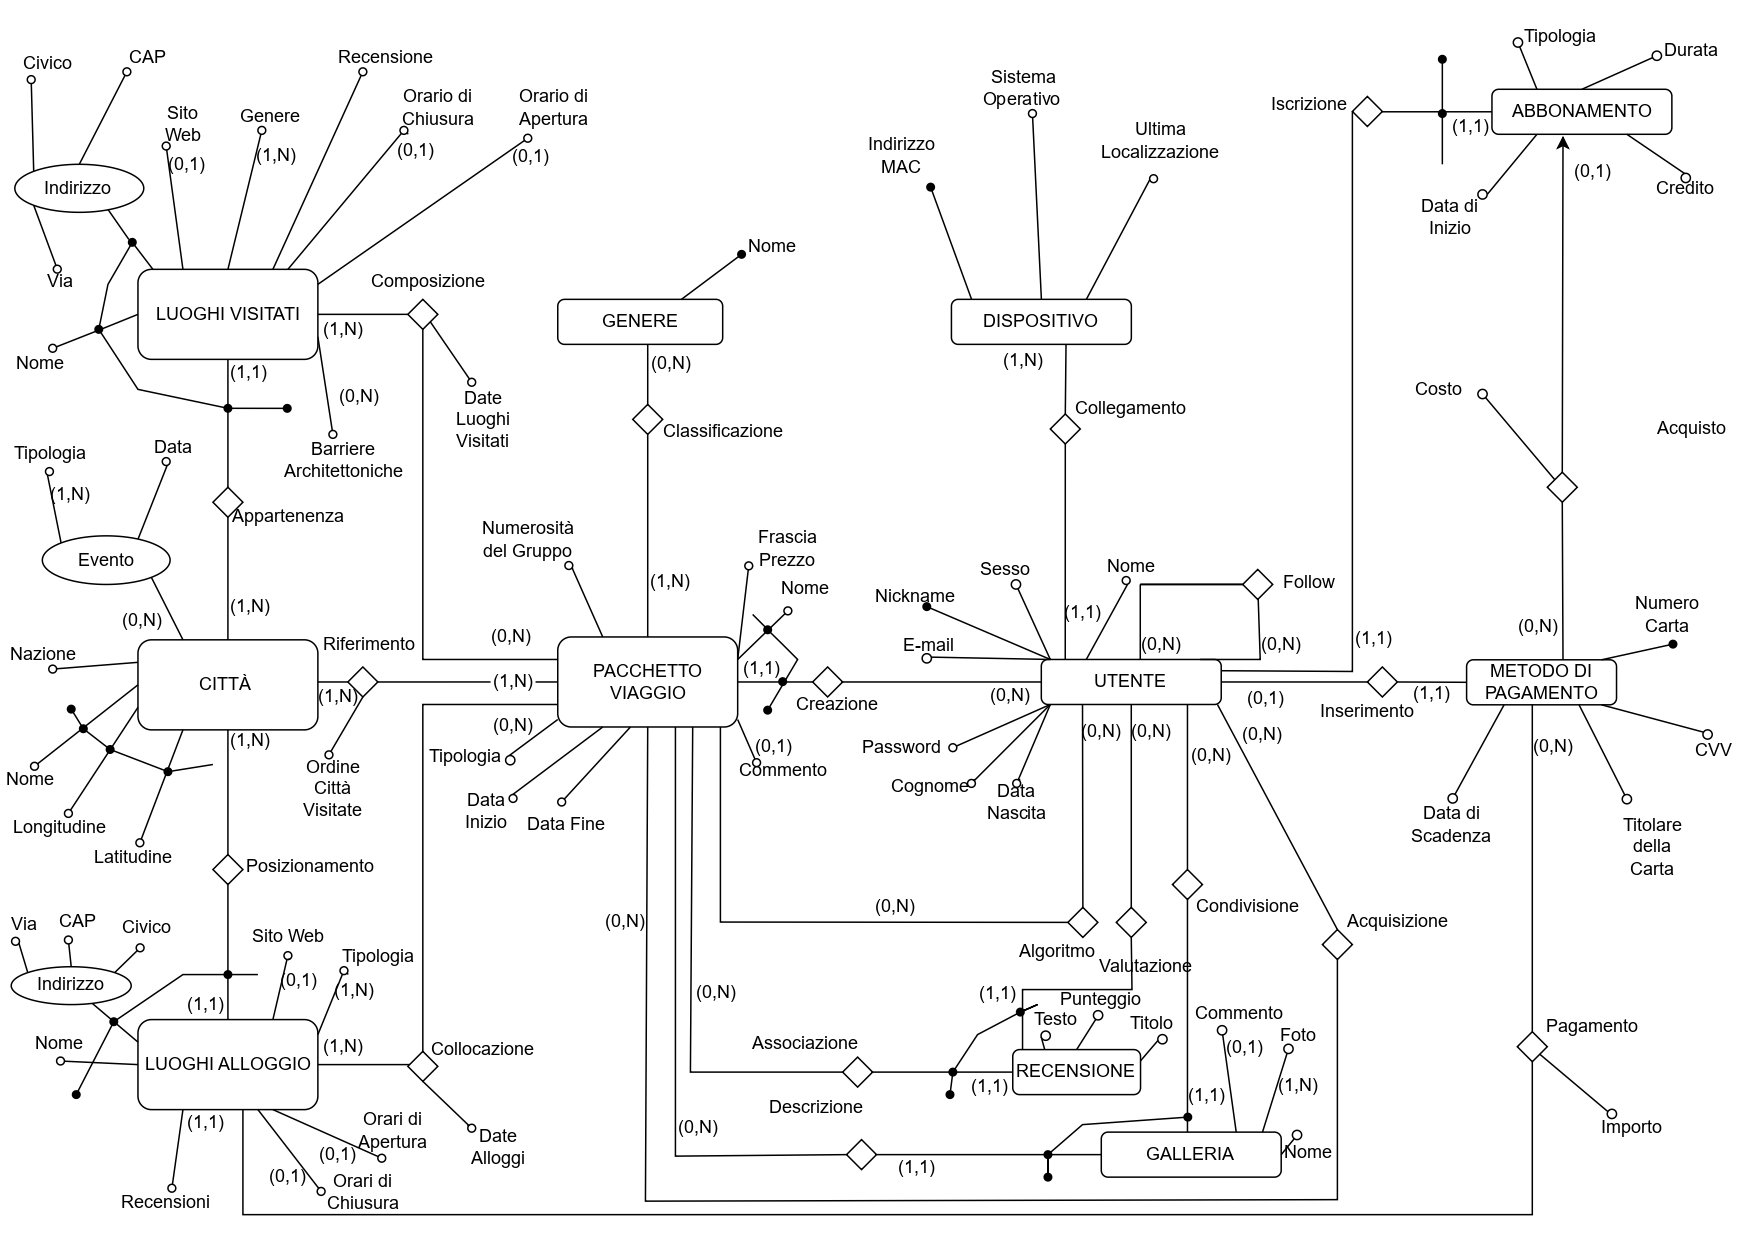 Civico
CAP
Recensione
Sito
Web
(0,1)
Genere
(1,N)
Orario di
Chiusura
(0,1)
Orario di
Apertura
(0,1)
Indirizzo
Via
LUOGHI VISITATI
Nome
(1,1)
(1,N)
Composizione
Date
Luoghi
Visitati
(0,N)
Barriere
Architettoniche
Nome
GENERE
(0,N)
Classificazione
(1,N)
Sistema
Operativo
Indirizzo
MAC
Ultima
Localizzazione
DISPOSITIVO
(1,N)
Collegamento
(1,1)
Tipologia
Durata
Iscrizione
(1,1)
ABBONAMENTO
(0,1)
Credito
Data di
Inizio
Costo
Acquisto
(0,N)
Tipologia
(1,N)
Data
Evento
(0,N)
Appartenenza
(1,N)
Nazione
CITTÀ
Riferimento
(1,N)
(1,N)
(0,N)
Nome
Longitudine
Latitudine
(1,N)
Ordine
Città
Visitate
Posizionamento
Numerosità
del Gruppo
Frascia
Prezzo
Nome
PACCHETTO
VIAGGIO
(1,1)
Creazione
(0,N)
(0,N)
Tipologia
Data
Inizio
Data Fine
(0,1)
Commento
Sesso
Nome
Nickname
E-mail
Follow
(0,N)
(0,N)
UTENTE
(1,1)
(0,1)
Inserimento
(1,1)
Password
Cognome
Data
Nascita
(0,N)
(0,N)
(0,N)
(0,N)
Numero
Carta
METODO DI
PAGAMENTO
CVV
(0,N)
Data di
Scadenza
Titolare
della
Carta
Via
CAP
Civico
Indirizzo
Sito Web
(0,1)
Tipologia
(1,N)
(1,1)
Nome
LUOGHI ALLOGGIO
(1,N)
Collocazione
Date
Alloggi
(1,1)
Recensioni
Orari di
Apertura
(0,1)
(0,1)
Orari di
Chiusura
(0,N)
(0,N)
Algoritmo
Valutazione
Condivisione
Acquisizione
(0,N)
(1,1)
Punteggio
Testo
Titolo
Associazione
(1,1)
RECENSIONE
Descrizione
(0,N)
(1,1)
Commento
(0,1)
Foto
(1,N)
(1,1)
GALLERIA
Nome
Pagamento
Importo